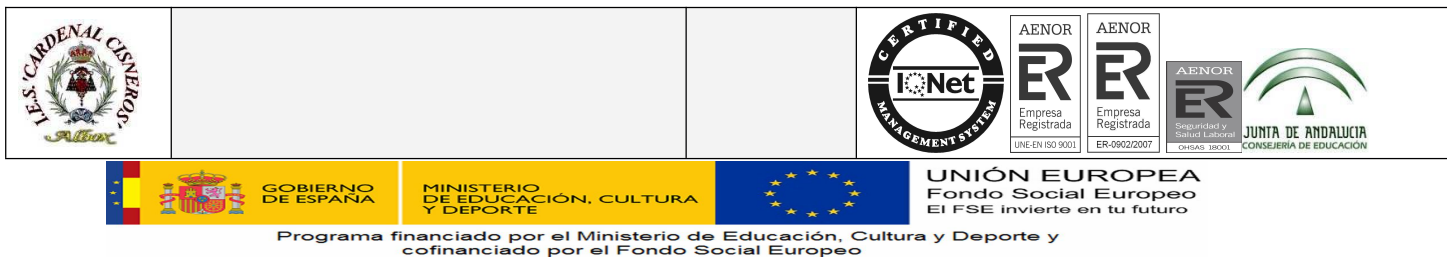 I.E.S. 'CARDENAL CISNEROS'
Albox
CERTIFIED
IQNet
MANAGEMENT SYSTEM
AENOR
ER
Empresa
Registrada
UNE-EN ISO 9001
AENOR
ER
Empresa
Registrada
ER-0902/2007
AENOR
ER
Seguridad y
Salud Laboral
OHSAS 18001
JUNTA DE ANDALUCIA
CONSEJERÍA DE EDUCACIÓN
GOBIERNO
DE ESPAÑA
MINISTERIO
DE EDUCACIÓN, CULTURA
Y DEPORTE
UNIÓN EUROPEA
Fondo Social Europeo
El FSE invierte en tu futuro
Programa financiado por el Ministerio de Educación, Cultura y Deporte y
cofinanciado por el Fondo Social Europeo